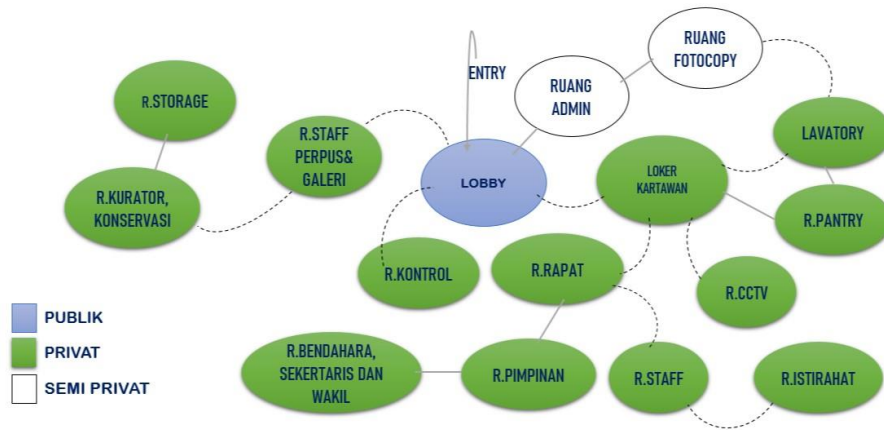 RUANG
FOTOCOPY
ENTRY
RUANG
ADMIN
R.STORAGE
R.STAFF
PERPUS&
GALERI
LAVATORY
LOBBY
LOKER
KARTAWAN
R.KURATOR,
KONSERVASI
R.PANTRY
R.KONTROL
R.RAPAT
R.CCTV
PUBLIK
PRIVAT
SEMI PRIVAT
R.BENDAHARA,
SEKERTARIS DAN
WAKIL
R.PIMPINAN
R.STAFF
R.ISTIRAHAT